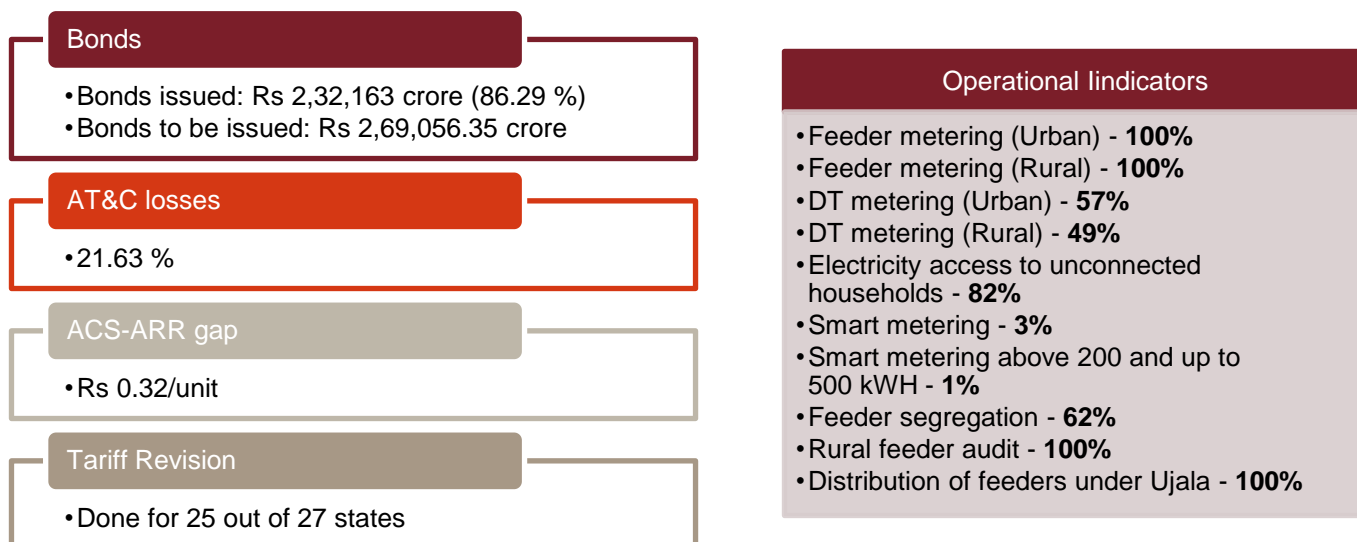 Bonds
•Bonds issued: Rs 2,32,163 crore (86.29 %)
•Bonds to be issued: Rs 2,69,056.35 crore
AT&C losses
•21.63 %
ACS-ARR gap
•Rs 0.32/unit
Tariff Revision
•Done for 25 out of 27 states
Operational Iindicators
•Feeder metering (Urban) - 100%
•Feeder metering (Rural) - 100%
•DT metering (Urban) - 57%
•DT metering (Rural) - 49%
•Electricity access to unconnected
households - 82%
•Smart metering - 3%
•Smart metering above 200 and up to
500 kWH - 1%
•Feeder segregation - 62%
•Rural feeder audit - 100%
•Distribution of feeders under Ujala - 100%